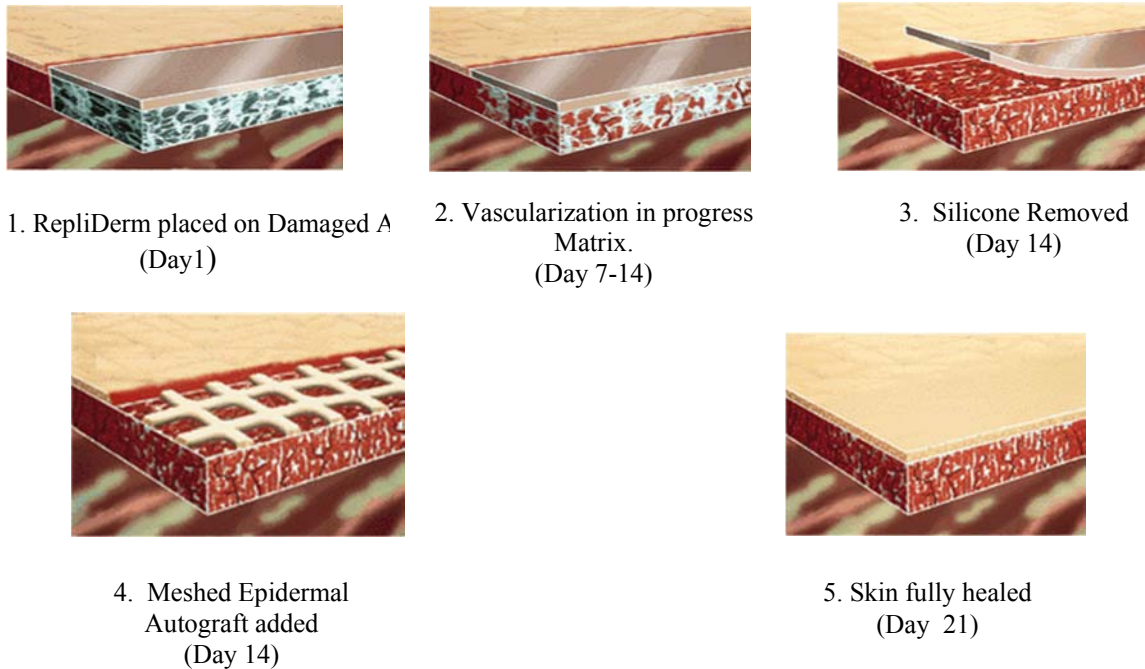 1. RepliDerm placed on Damaged A
(Day1)
2. Vascularization in progress
Matrix.
(Day 7-14)
3. Silicone Removed
(Day 14)
4. Meshed Epidermal
Autograft added
(Day 14)
5. Skin fully healed
(Day 21)